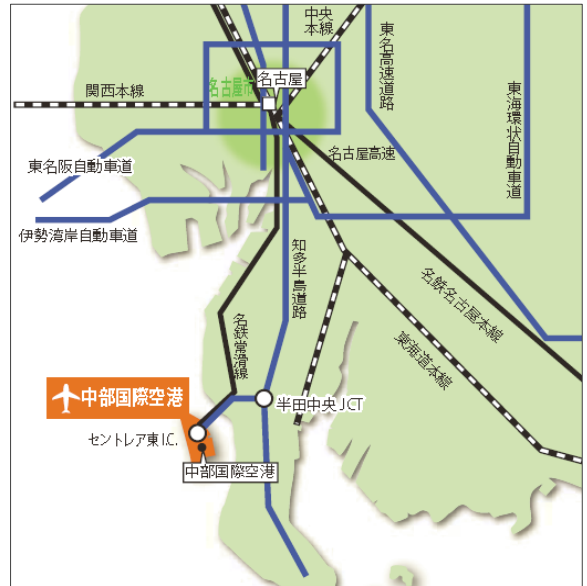 中央
本線
東名高速道路
名古屋市
名古屋
関西本線
東海環状自動車道
名古屋高速
東名阪自動車道
伊勢湾岸自動車道
知多半島道路
名鉄名古屋本線
名鉄常滑線
東海道本線
中部国際空港
半田中央JCT
セントレア東I.C.
中部国際空港